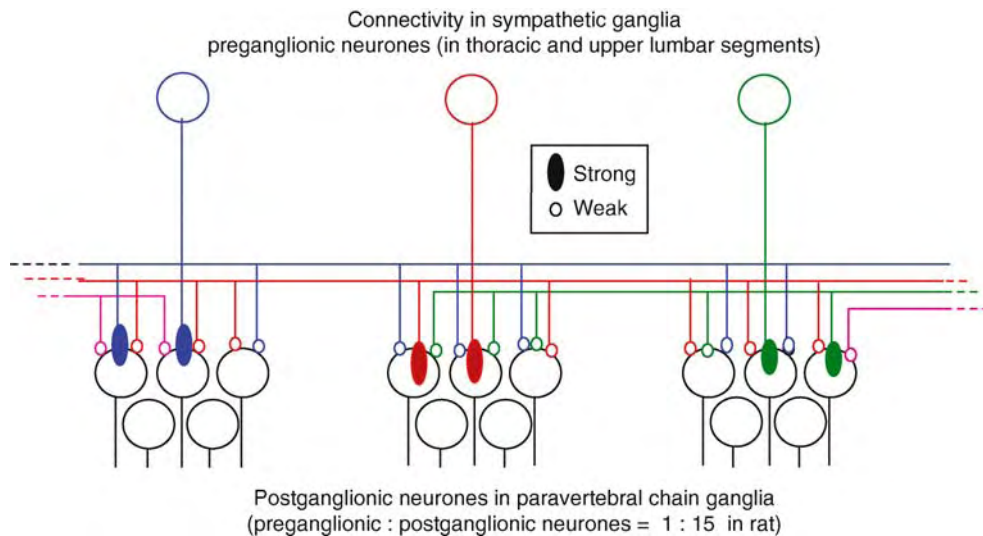 Connectivity in sympathetic ganglia
preganglionic neurones (in thoracic and upper lumbar segments)
Strong
Weak
Postganglionic neurones in paravertebral chain ganglia
(preganglionic : postganglionic neurones = 1 : 15 in rat)